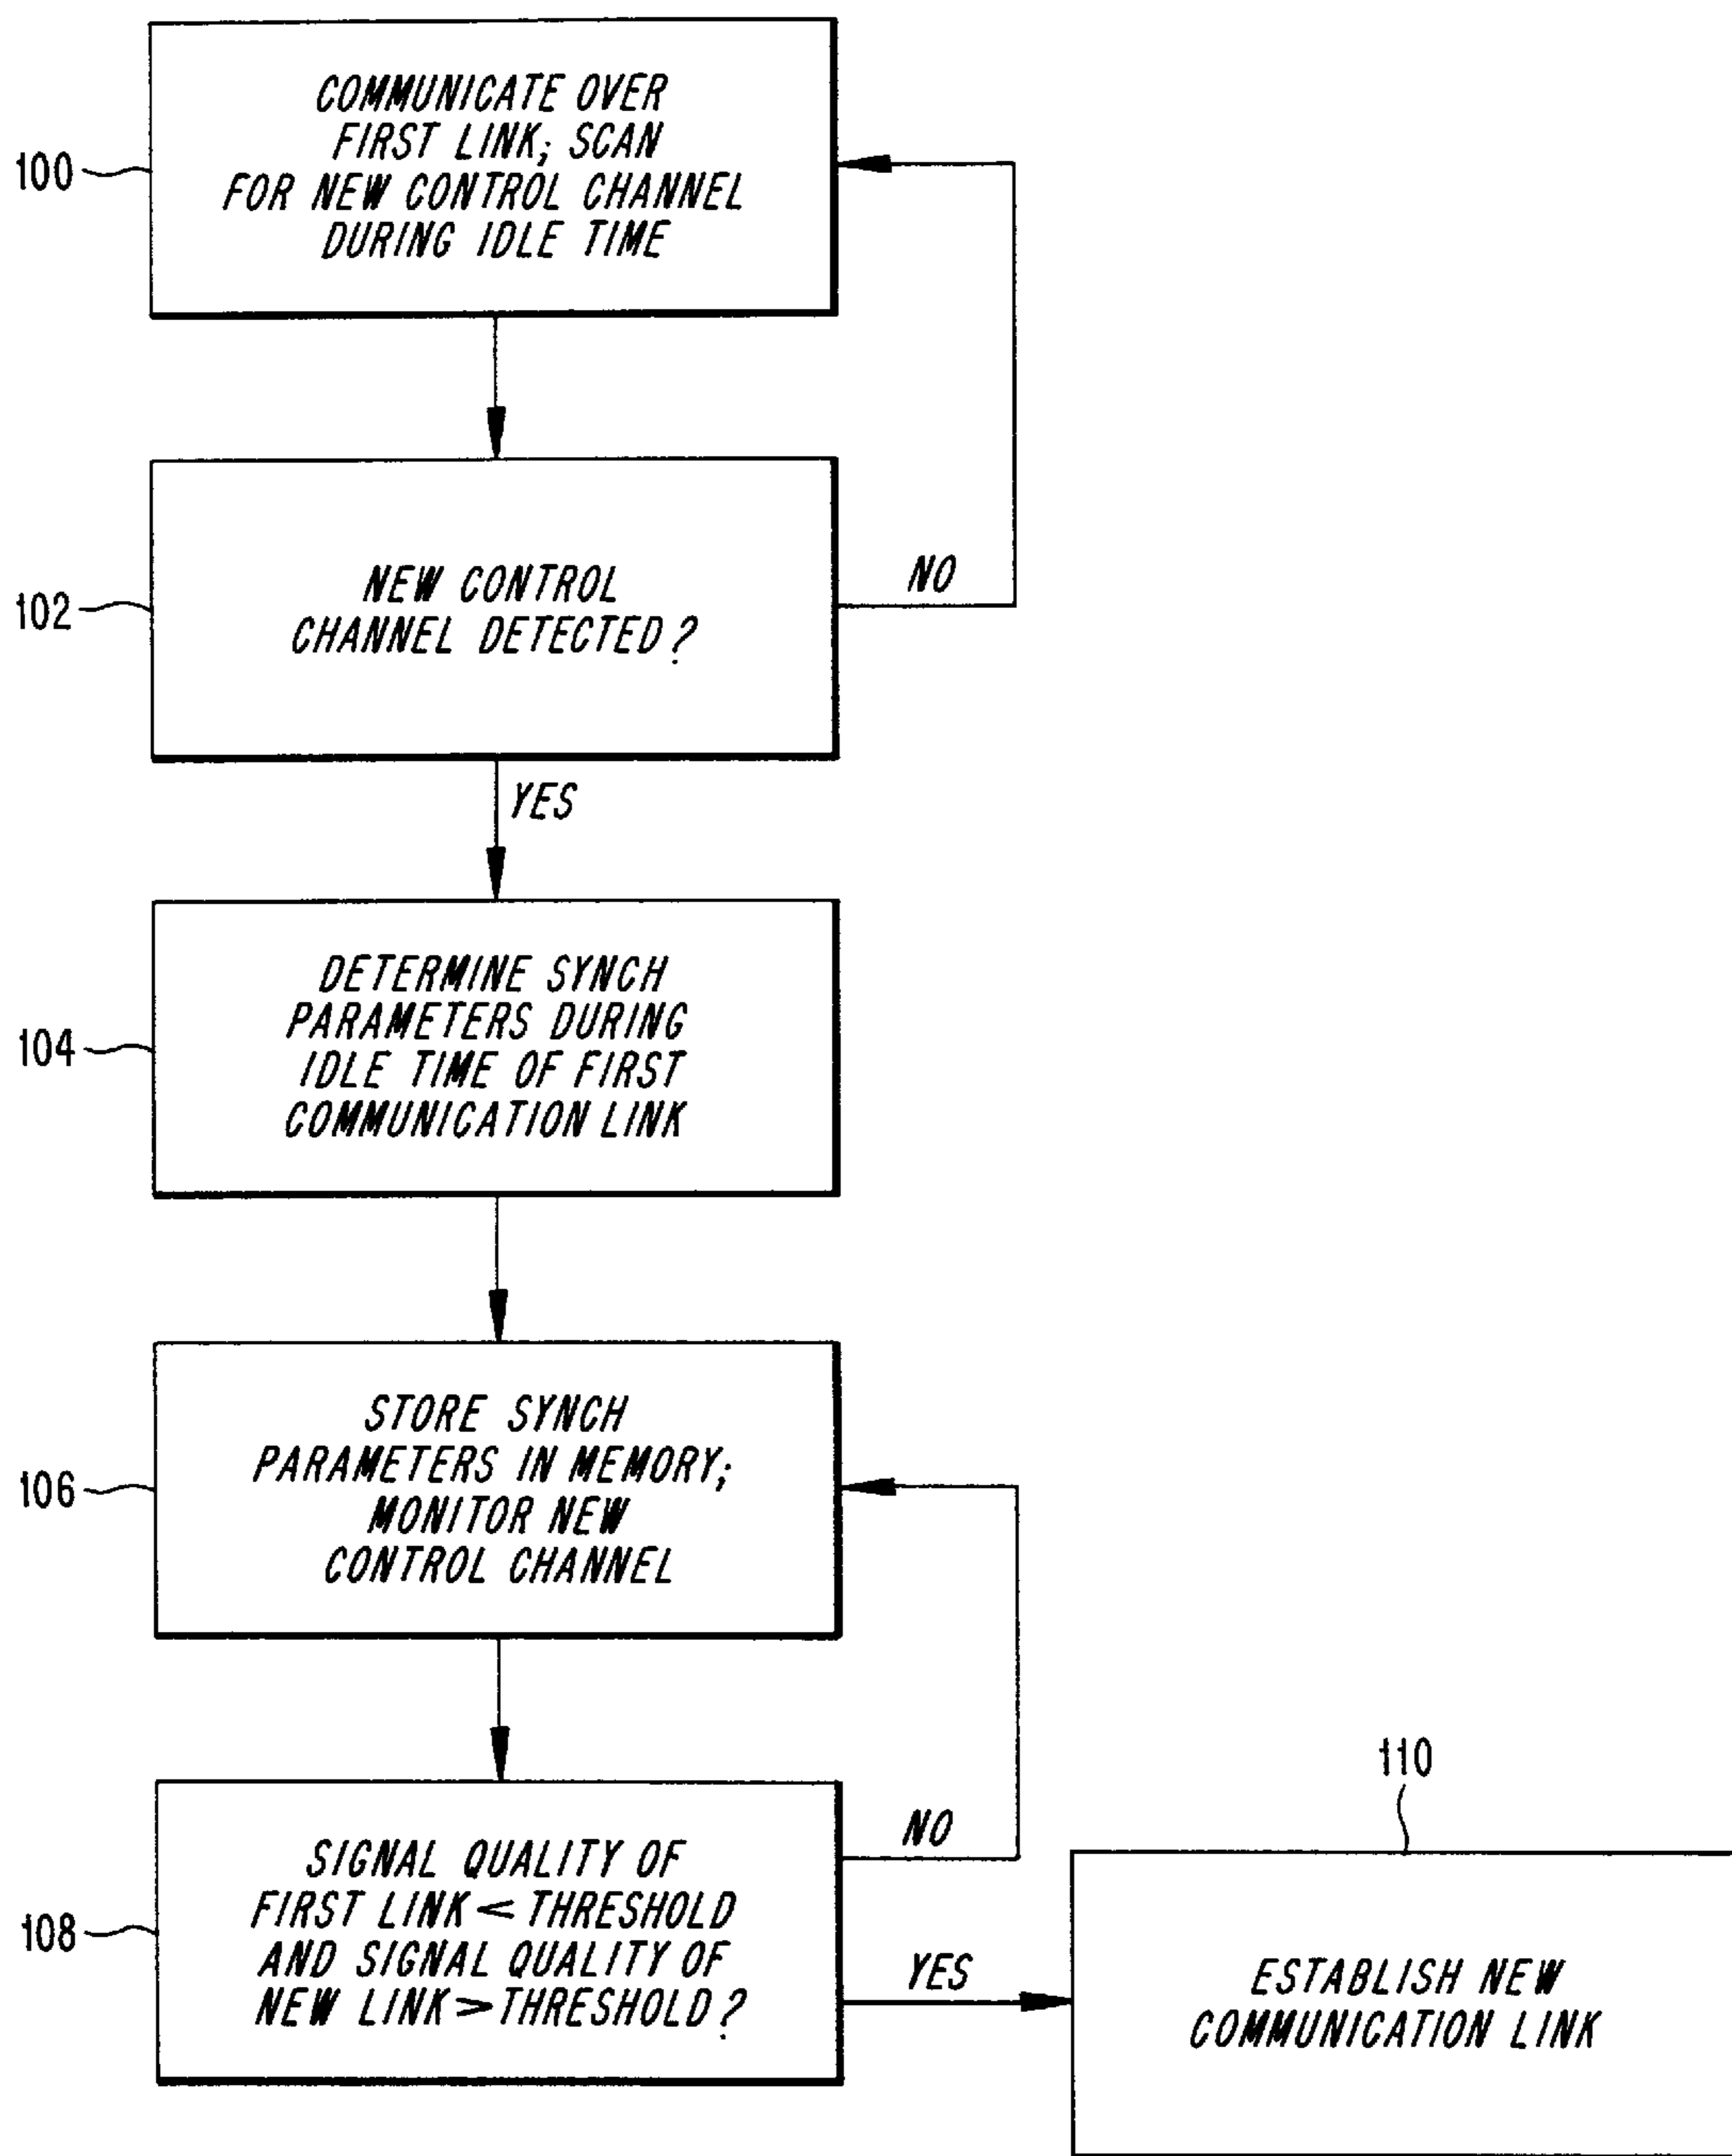 100
COMMUNICATE OVER
FIRST LINK; SCAN
FOR NEW CONTROL CHANNEL
DURING IDLE TIME
102
NEW CONTROL
CHANNEL DETECTED?
NO
YES
104
DETERMINE SYNCH
PARAMETERS DURING
IDLE TIME OF FIRST
COMMUNICATION LINK
106
STORE SYNCH
PARAMETERS IN MEMORY;
MONITOR NEW
CONTROL CHANNEL
108
SIGNAL QUALITY OF
FIRST LINK < THRESHOLD
AND SIGNAL QUALITY OF
NEW LINK > THRESHOLD?
NO
YES
110
ESTABLISH NEW
COMMUNICATION LINK